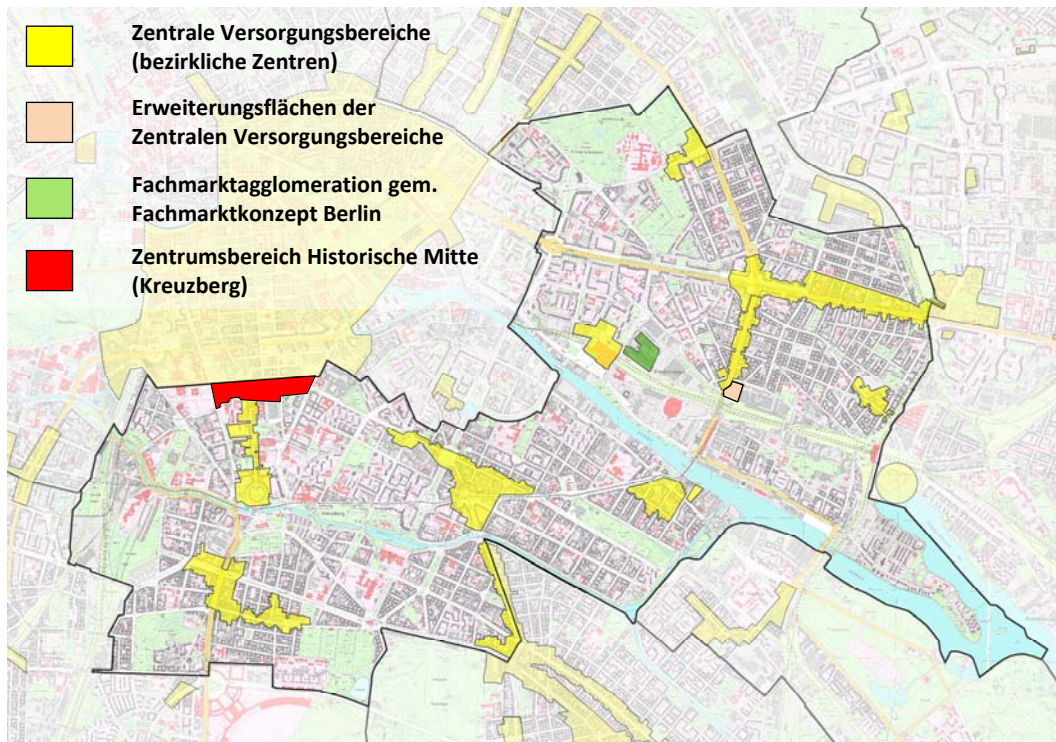 Zentrale Versorgungsbereiche
(bezirkliche Zentren)
Erweiterungsflächen der
Zentralen Versorgungsbereiche
Fachmarktagglomeration gem.
Fachmarktkonzept Berlin
Zentrumsbereich Historische Mitte
(Kreuzberg)